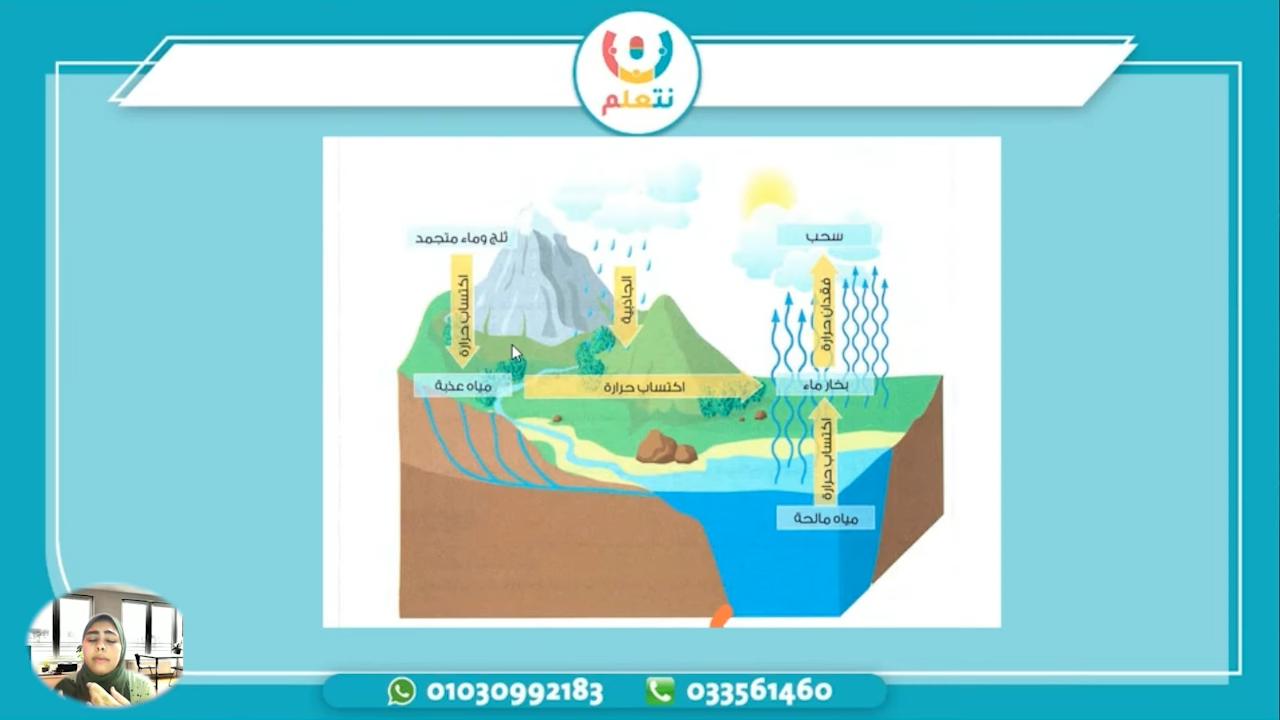 نتعلم
سحب
ثلج وماء متجمد
فقدان حرارة
الجاذبية
اكتساب حرارة
بخار ماء
اكتساب حرارة
مياه عذبة
اكتساب حرارة
مياه مالحة
01030992183
033561460